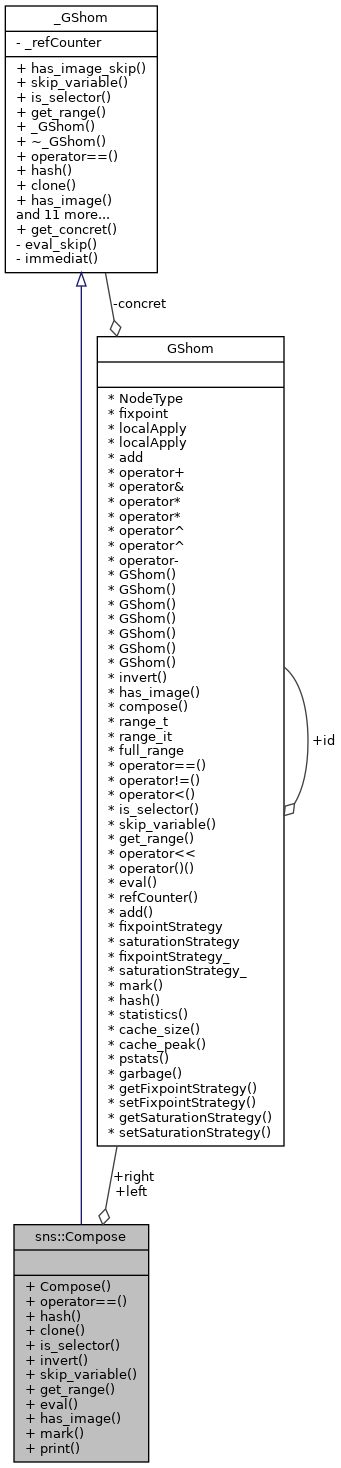 _GShom
- _refCounter
+ has_image_skip()
+ skip_variable()
+ is_selector()
+ get_range()
+ _GShom()
+ ~_GShom()
+ operator==()
+ hash()
+ clone()
+ has_image()
and 11 more...
+ get_concret()
- eval_skip()
- immediat()
-concret
GShom
* NodeType
* fixpoint
* localApply
* localApply
* add
* operator+
* operator&
* operator*
* operator*
* operator^
* operator^
* operator-
* GShom()
* GShom()
* GShom()
* GShom()
* GShom()
* GShom()
* GShom()
* invert()
* has_image()
* compose()
* range_t
* range_it
* full_range
* operator==()
* operator!=()
* operator<()
* is_selector()
* skip_variable()
* get_range()
* operator<<
* operator()()
* eval()
* refCounter()
* add()
* fixpointStrategy
* saturationStrategy
* fixpointStrategy_
* saturationStrategy_
* mark()
* hash()
* statistics()
* cache_size()
* cache_peak()
* pstats()
* garbage()
* getFixpointStrategy()
* setFixpointStrategy()
* getSaturationStrategy()
* setSaturationStrategy()
+id
+right
+left
sns::Compose
+ Compose()
+ operator==()
+ hash()
+ clone()
+ is_selector()
+ invert()
+ skip_variable()
+ get_range()
+ eval()
+ has_image()
+ mark()
+ print()